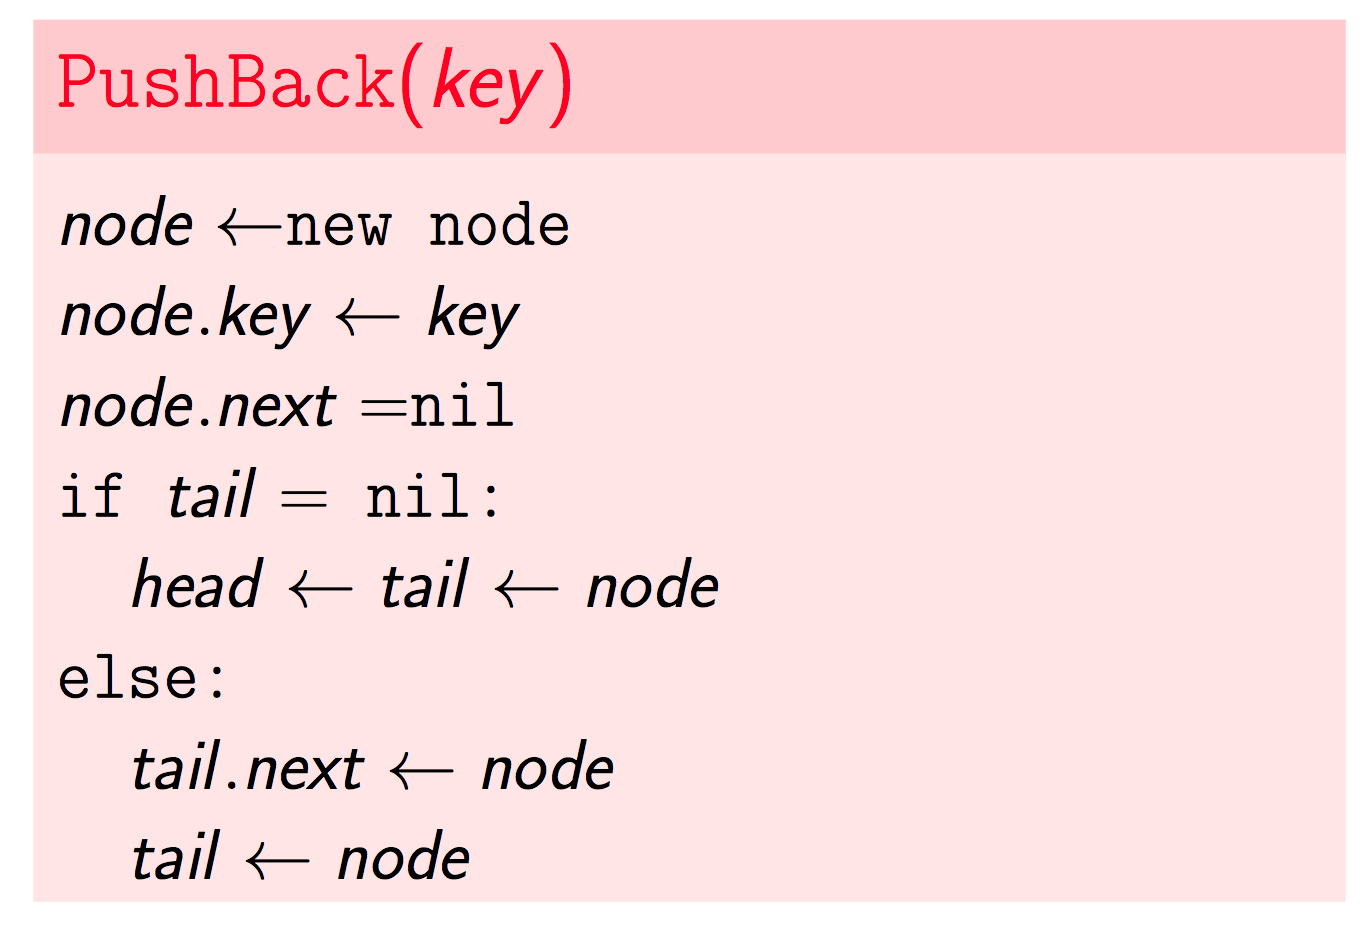 PushBack(key)
node ←new node
node.key ← key
node.next =nil
if tail = nil:
head ← tail ← node
else:
tail.next ← node
tail ← node